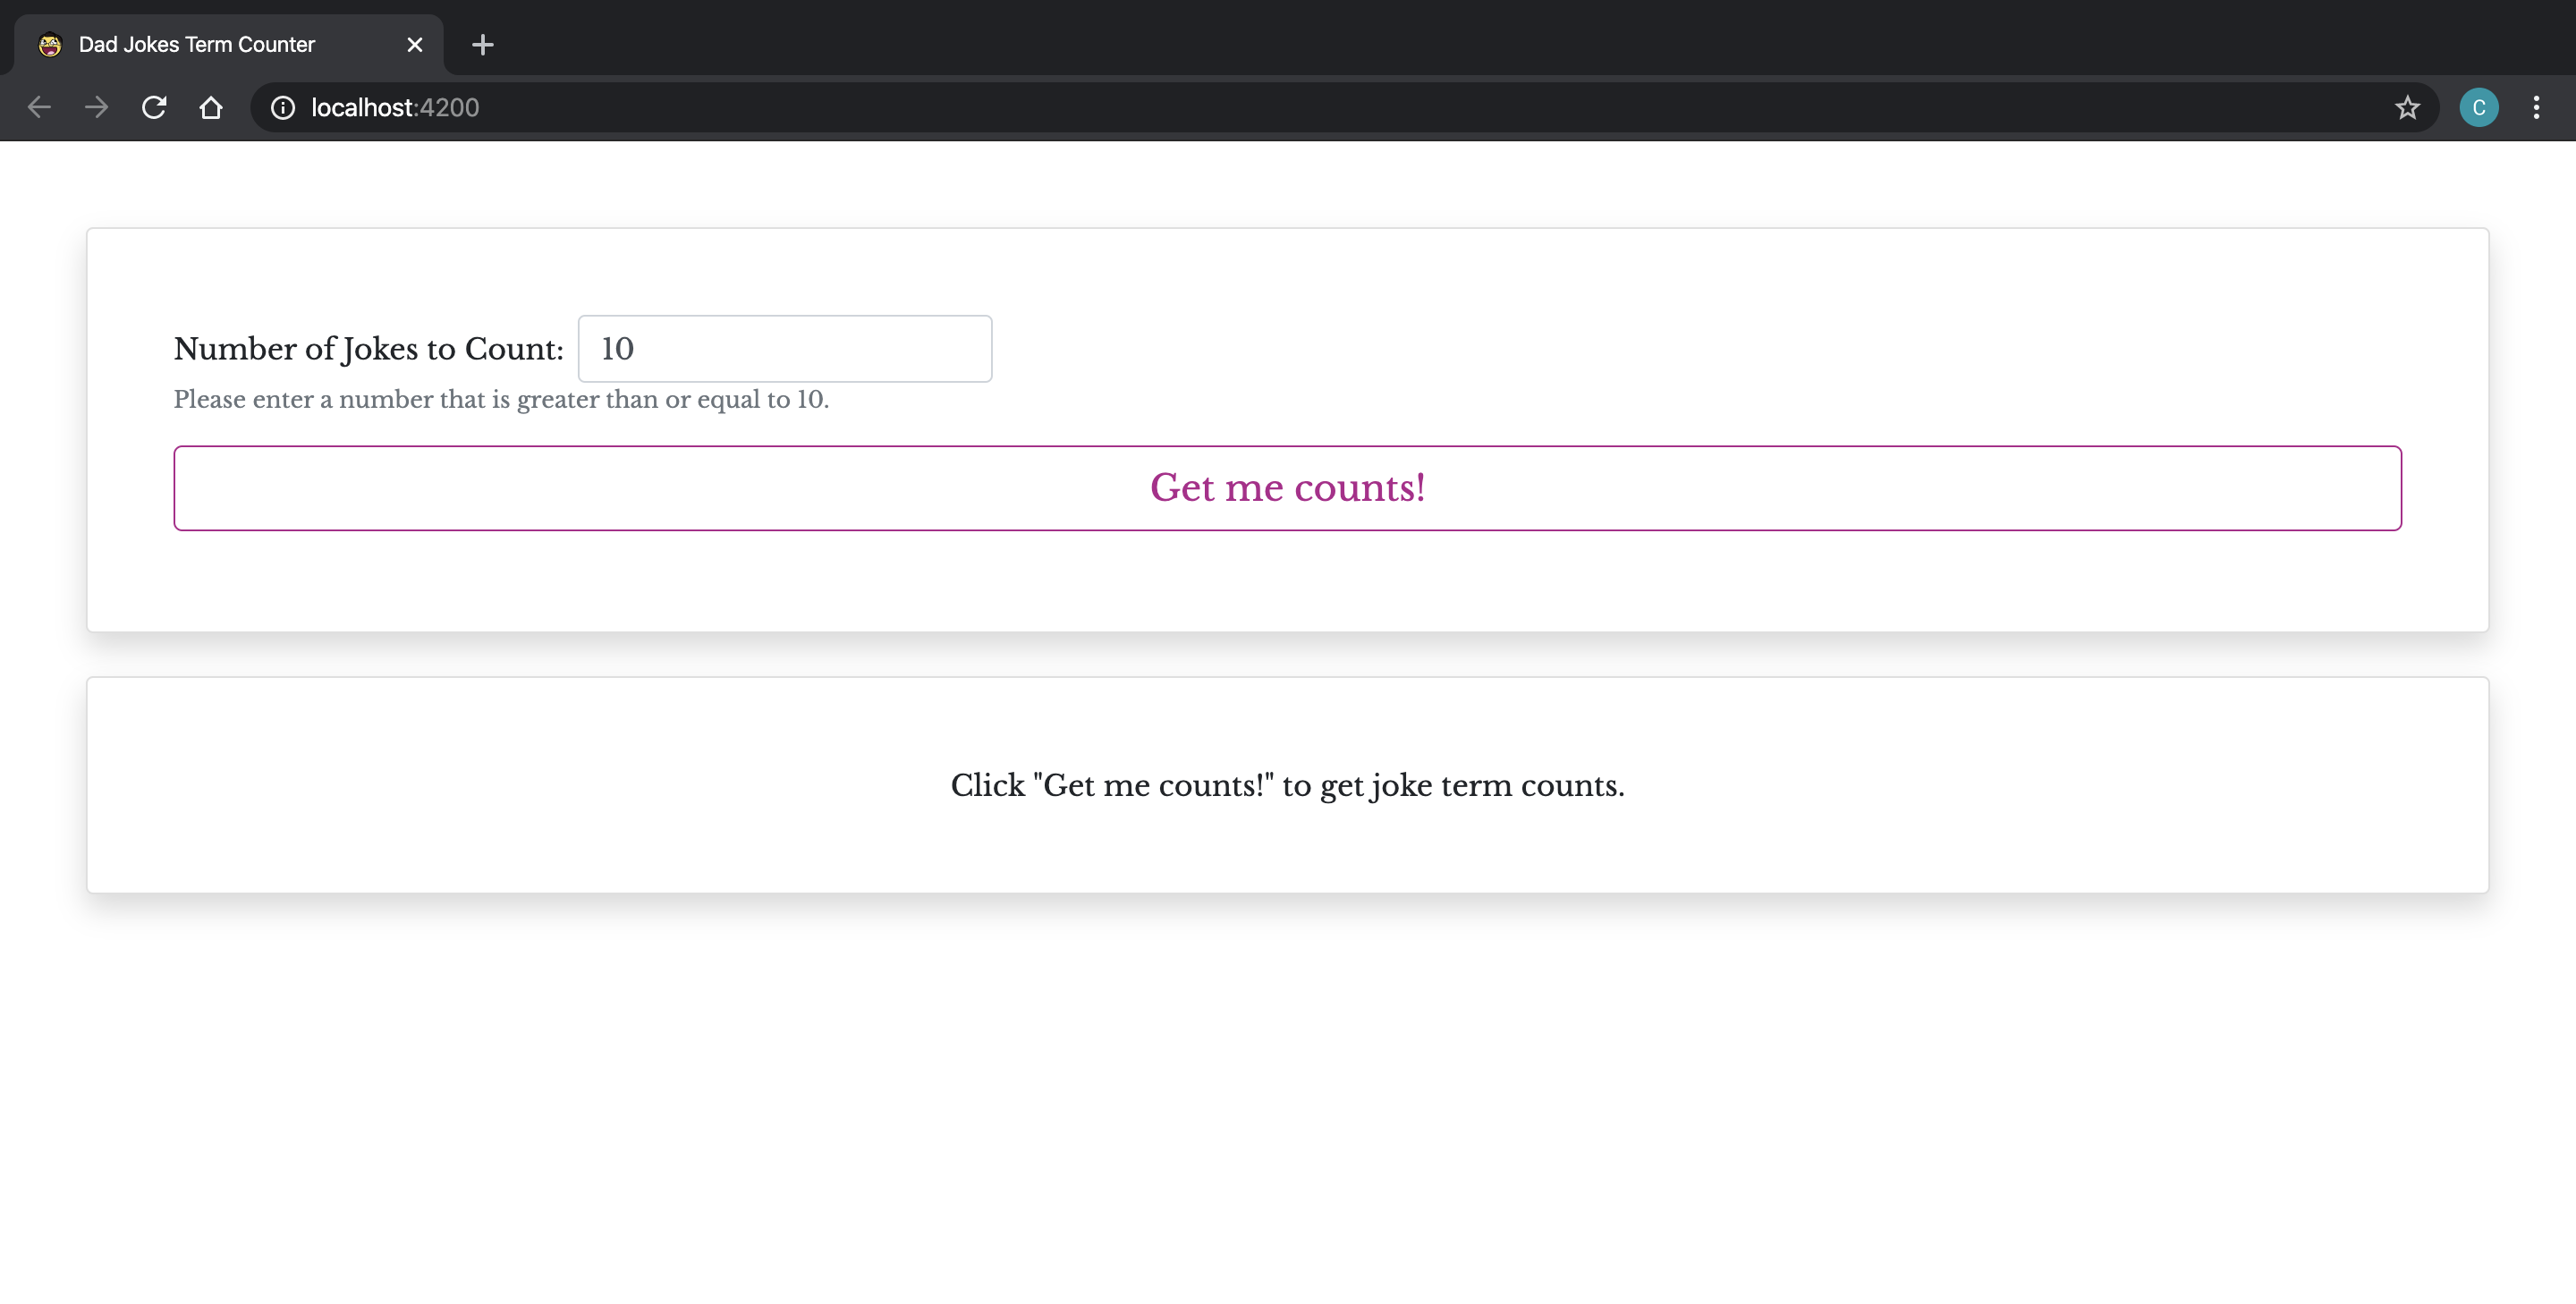 Dad Jokes Term Counter
localhost:4200
C
Number of Jokes to Count: 10
Please enter a number that is greater than or equal to 10.
Get me counts!
Click "Get me counts!" to get joke term counts.